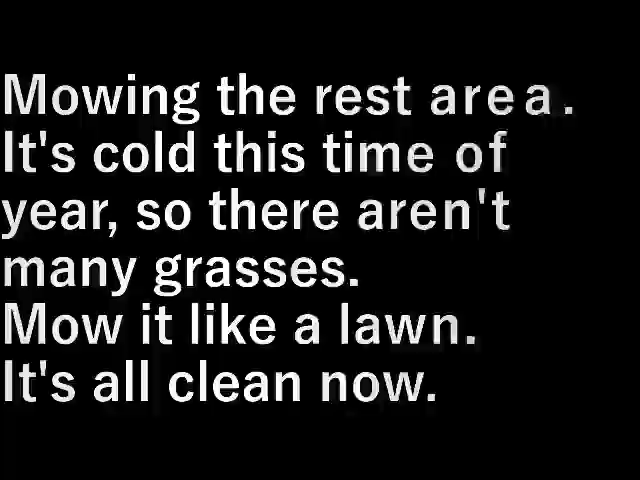 Mowing the rest area.
It's cold this time of
year, so there aren't
many grasses.
Mow it like a lawn.
It's all clean now.